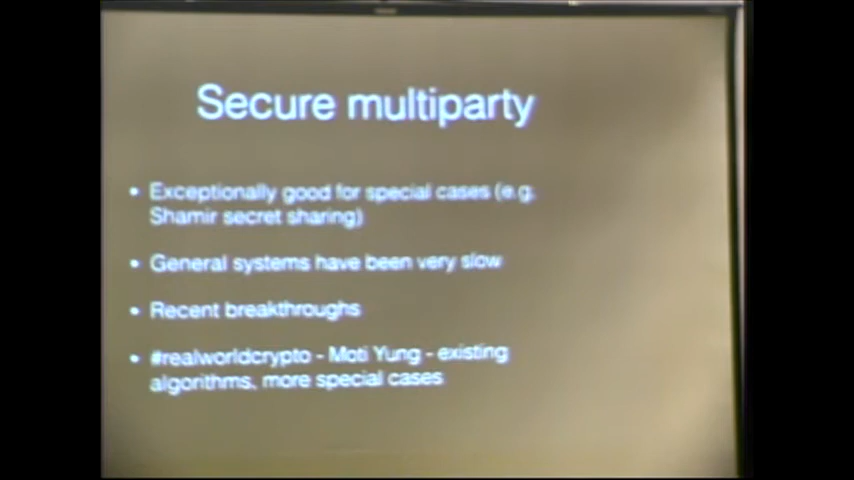 Secure multiparty
• Exceptionally good for special cases (e.g.
Shamir secret sharing)
• General systems have been very slow
• Recent breakthroughs
• #realworldcrypto - Moti Yung - existing
algorithms, more special cases